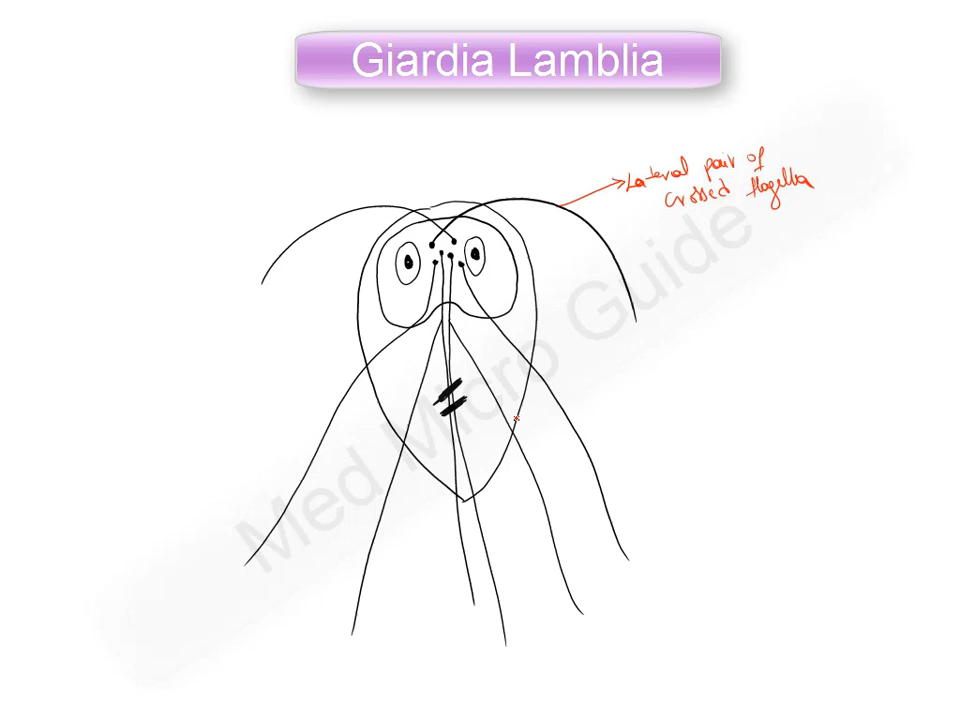 Giardia Lamblia
Lateral pair of
crossed flagella
Med Micro Guide